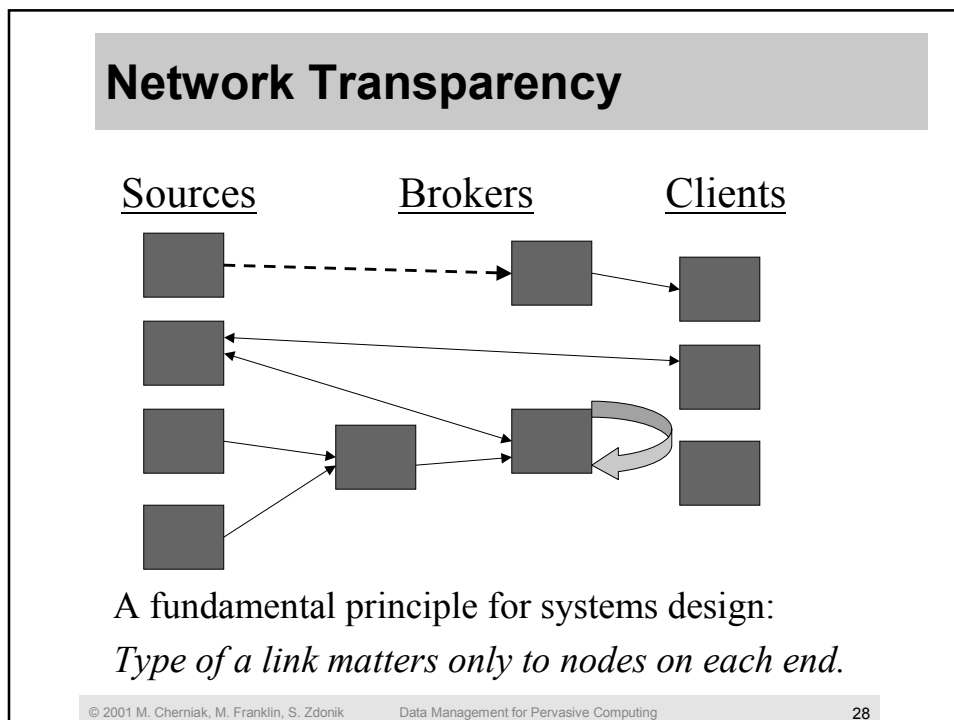 Network Transparency
Sources Brokers Clients
A fundamental principle for systems design:
Type of a link matters only to nodes on each end.
© 2001 M. Cherniak, M. Franklin, S. Zdonik Data Management for Pervasive Computing 28